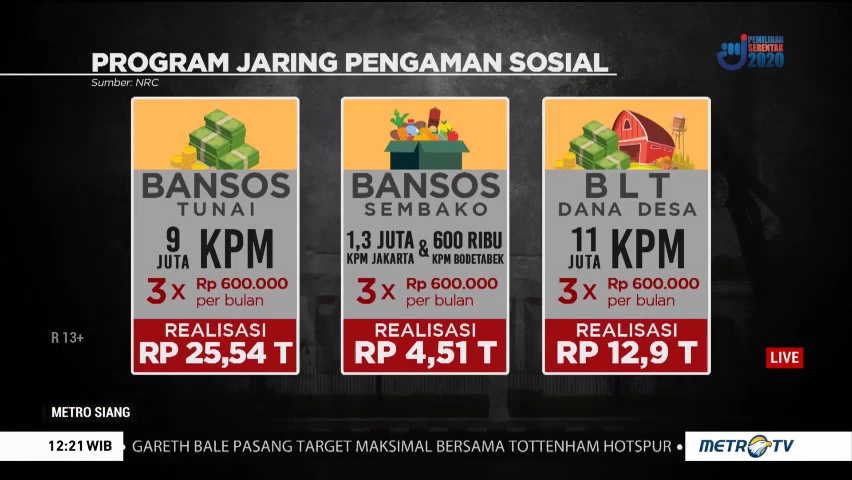 PROGRAM JARING PENGAMAN SOSIAL
Sumber: NRC
PEMILIHAN
SERENTAK
2020
BANSOS
TUNAI
9 JUTA KPM
3 x Rp 600.000
per bulan
REALISASI
RP 25,54 T
BANSOS
SEMBAKO
1,3 JUTA & 600 RIBU
KPM JAKARTA KPM BODETABEK
3 x Rp 600.000
per bulan
REALISASI
RP 4,51 T
BLT
DANA DESA
11 JUTA KPM
3 x Rp 600.000
per bulan
REALISASI
RP 12,9 T
R 13+
LIVE
METRO SIANG
12:21 WIB
• GARETH BALE PASANG TARGET MAKSIMAL BERSAMA TOTTENHAM HOTSPUR •
METRO TV